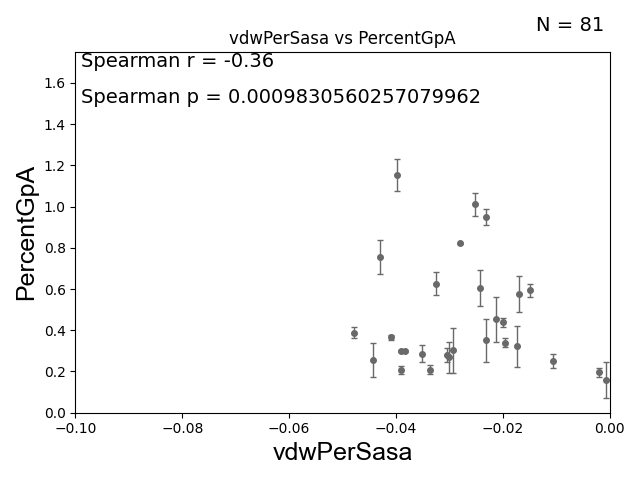 N = 81
vdwPerSasa vs PercentGpA
Spearman r = -0.36
Spearman p = 0.0009830560257079962
PercentGpA
1.6
1.4
1.2
1.0
0.8
0.6
0.4
0.2
0.0
−0.10 −0.08 −0.06 −0.04 −0.02 0.00
vdwPerSasa